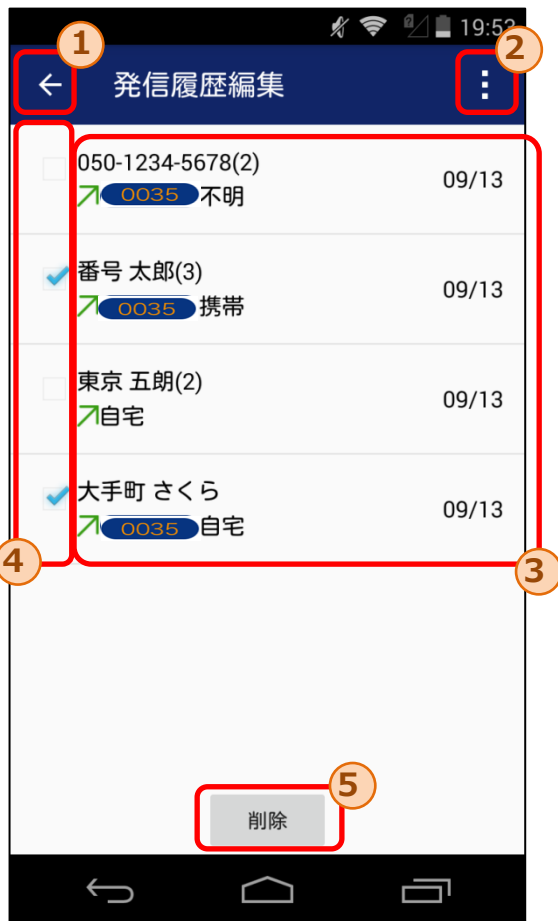 19:53
1
2
発信履歴編集
050-1234-5678(2)
0035 不明
09/13
番号 太郎(3)
0035 携帯
09/13
東京 五朗(2)
自宅
09/13
大手町 さくら
0035 自宅
09/13
4
3
5
削除